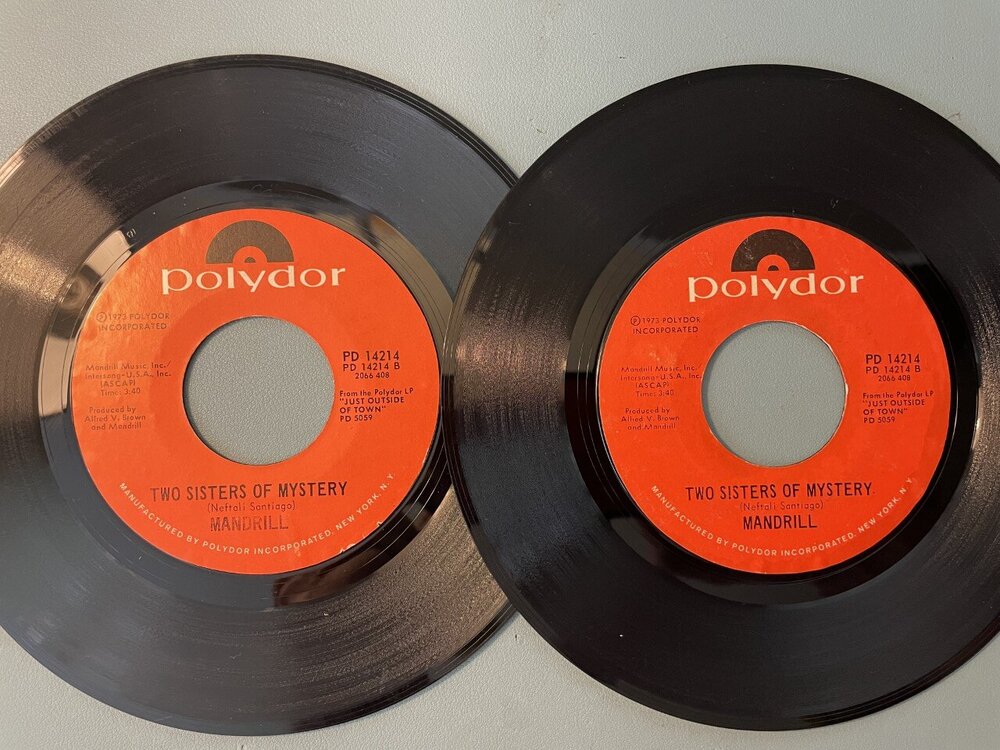 polydor
℗ 1973 POLYDOR
INCORPORATED
Mandrill Music, Inc./
Intersong-U.S.A., Inc.
(ASCAP)
Time: 3:40
Produced by
Alfred V. Brown
and Mandrill
PD 14214
PD 14214 B
2066 408
From the Polydor LP
"JUST OUTSIDE
OF TOWN"
PD 5059
TWO SISTERS OF MYSTERY
(Neftali Santiago)
MANDRILL
MANUFACTURED BY POLYDOR INCORPORATED, NEW YORK, N.Y.
polydor
℗ 1973 POLYDOR
INCORPORATED
Mandrill Music, Inc./
Intersong-U.S.A., Inc.
(ASCAP)
Time: 3:40
Produced by
Alfred V. Brown
and Mandrill
PD 14214
PD 14214 B
2066 408
From the Polydor LP
"JUST OUTSIDE
OF TOWN"
PD 5059
TWO SISTERS OF MYSTERY
(Neftali Santiago)
MANDRILL
MANUFACTURED BY POLYDOR INCORPORATED, NEW YORK, N.Y.